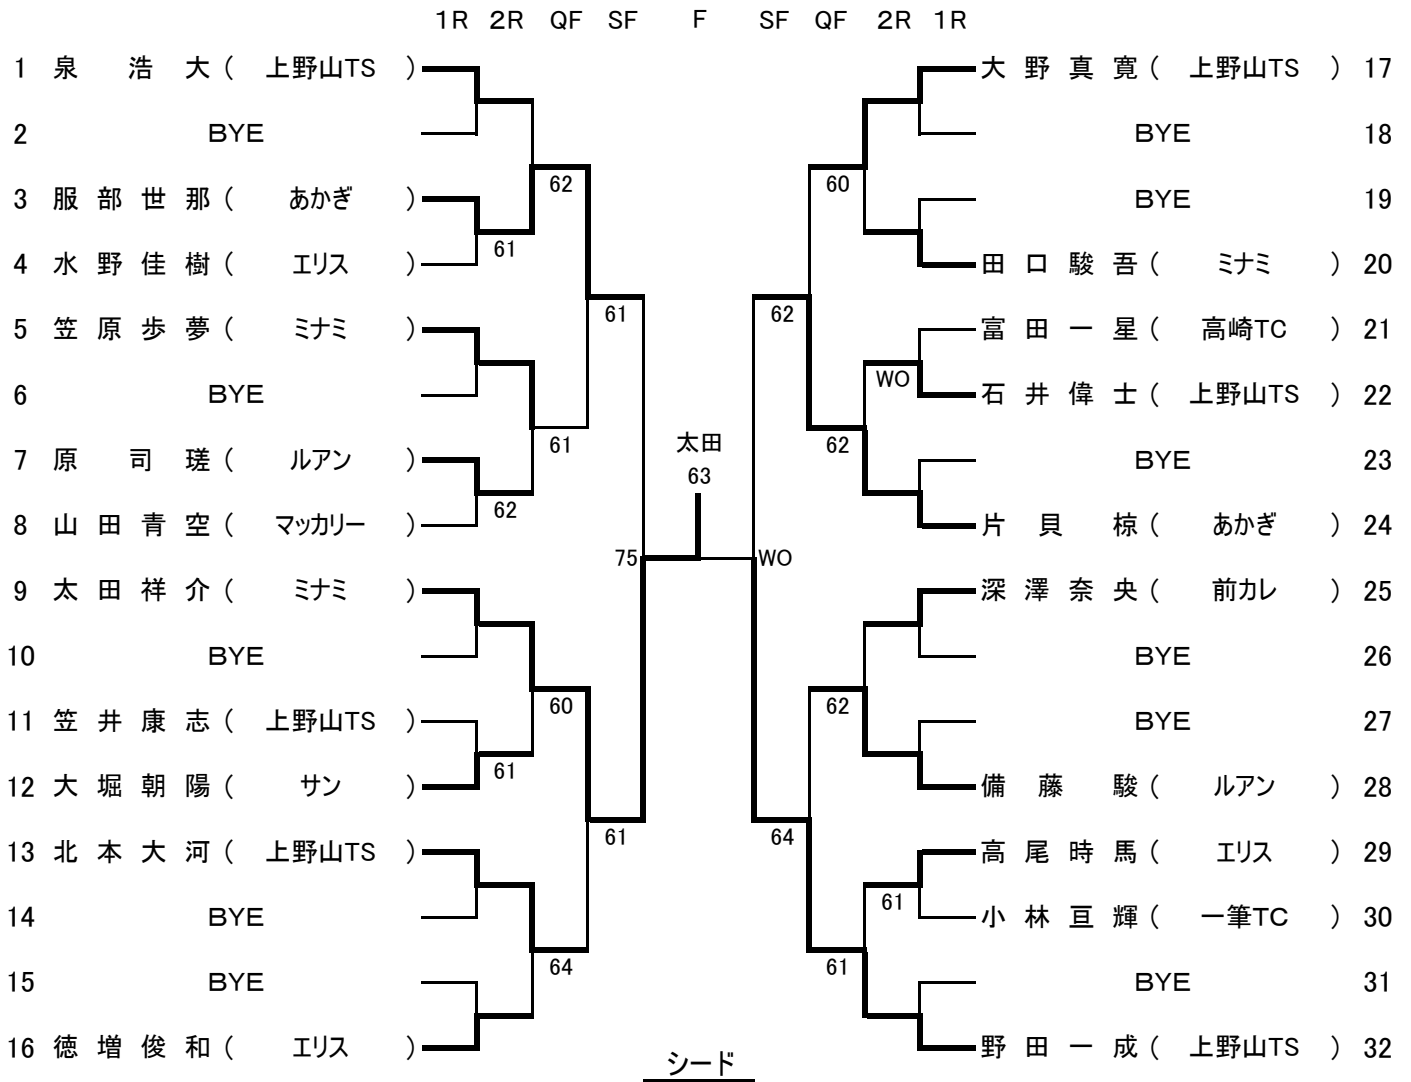 1R 2R QF SF F SF QF 2R 1R
1 泉 浩 大 ( 上野山TS ) 大 野 真 寛 ( 上野山TS ) 17
2 BYE BYE 18
62 60
3 服 部 世 那 ( あかぎ ) BYE 19
61
4 水 野 佳 樹 ( エリス ) 田 口 駿 吾 ( ミナミ ) 20
61 62
5 笠 原 歩 夢 ( ミナミ ) 富 田 一 星 ( 高崎TC ) 21
WO
6 BYE 石 井 偉 士 ( 上野山TS ) 22
61 太田 62
7 原 司 瑳 ( ルアン ) BYE 23
63
62
8 山 田 青 空 ( マッカリー ) 片 貝 椋 ( あかぎ ) 24
75 WO
9 太 田 祥 介 ( ミナミ ) 深 澤 奈 央 ( 前カレ ) 25
10 BYE BYE 26
60 62
11 笠 井 康 志 ( 上野山TS ) BYE 27
61
12 大 堀 朝 陽 ( サン ) 備 藤 駿 ( ルアン ) 28
61 64
13 北 本 大 河 ( 上野山TS ) 高 尾 時 馬 ( エリス ) 29
61
14 BYE 小 林 亘 輝 ( 一筆TC ) 30
64 61
15 BYE BYE 31
16 徳 増 俊 和 ( エリス ) 野 田 一 成 ( 上野山TS ) 32
シード